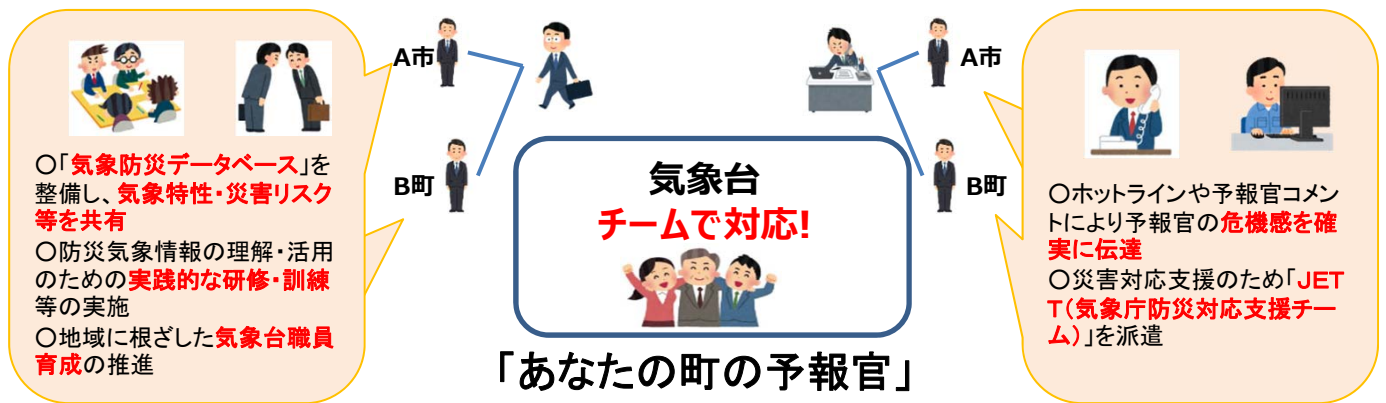 〇「気象防災データベース」を
整備し、気象特性・災害リスク
等を共有
〇防災気象情報の理解・活用
のための実践的な研修・訓練
等の実施
〇地域に根ざした気象台職員
育成の推進
A市
B町
気象台
チームで対応!
「あなたの町の予報官」
A市
B町
〇ホットラインや予報官コメン
トにより予報官の危機感を確
実に伝達
〇災害対応支援のため「JET
T(気象庁防災対応支援チー
ム)」を派遣